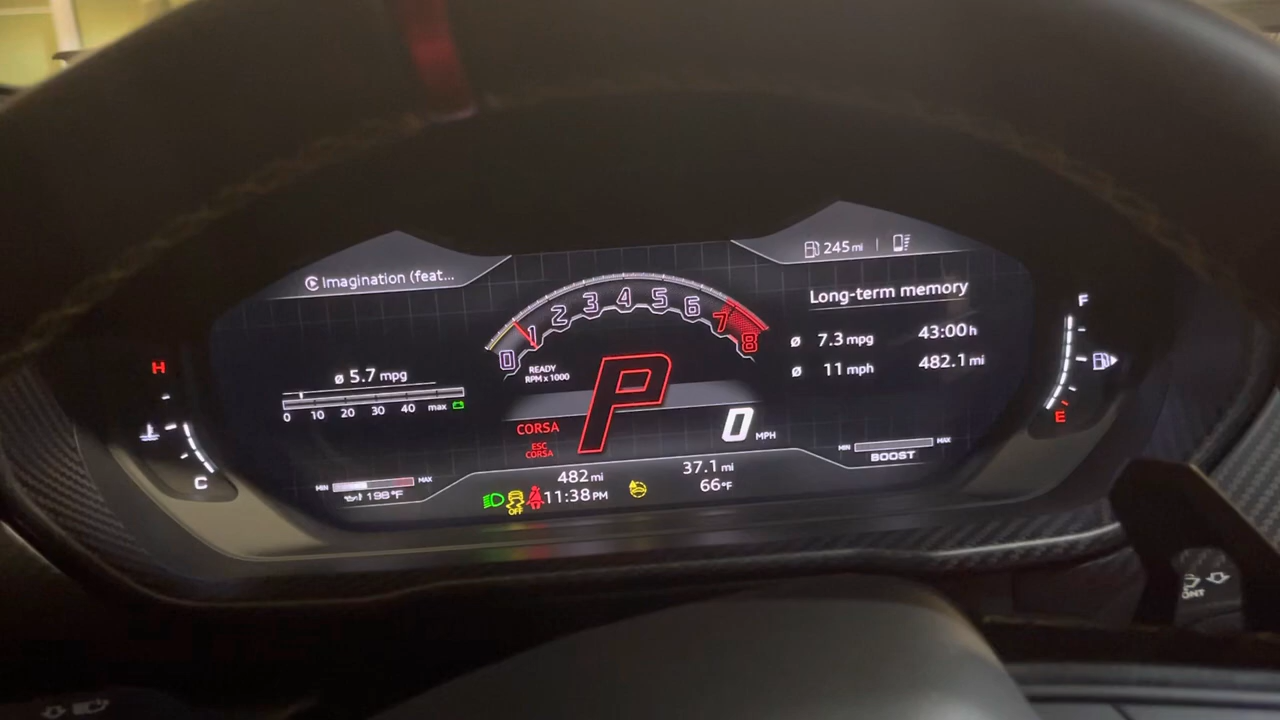 Imagination (feat...
245 mi
Long-term memory
ø 7.3 mpg 43:00 h
ø 11 mph 482.1 mi
0 1 2 3 4 5 6 7 8
READY
RPM x 1000
P
0 MPH
CORSA
ESC
CORSA
H
C
ø 5.7 mpg
0 10 20 30 40 max
MIN MAX
198 °F
F
E
MIN MAX
BOOST
482 mi 37.1 mi
11:38 PM 66 °F
OFF